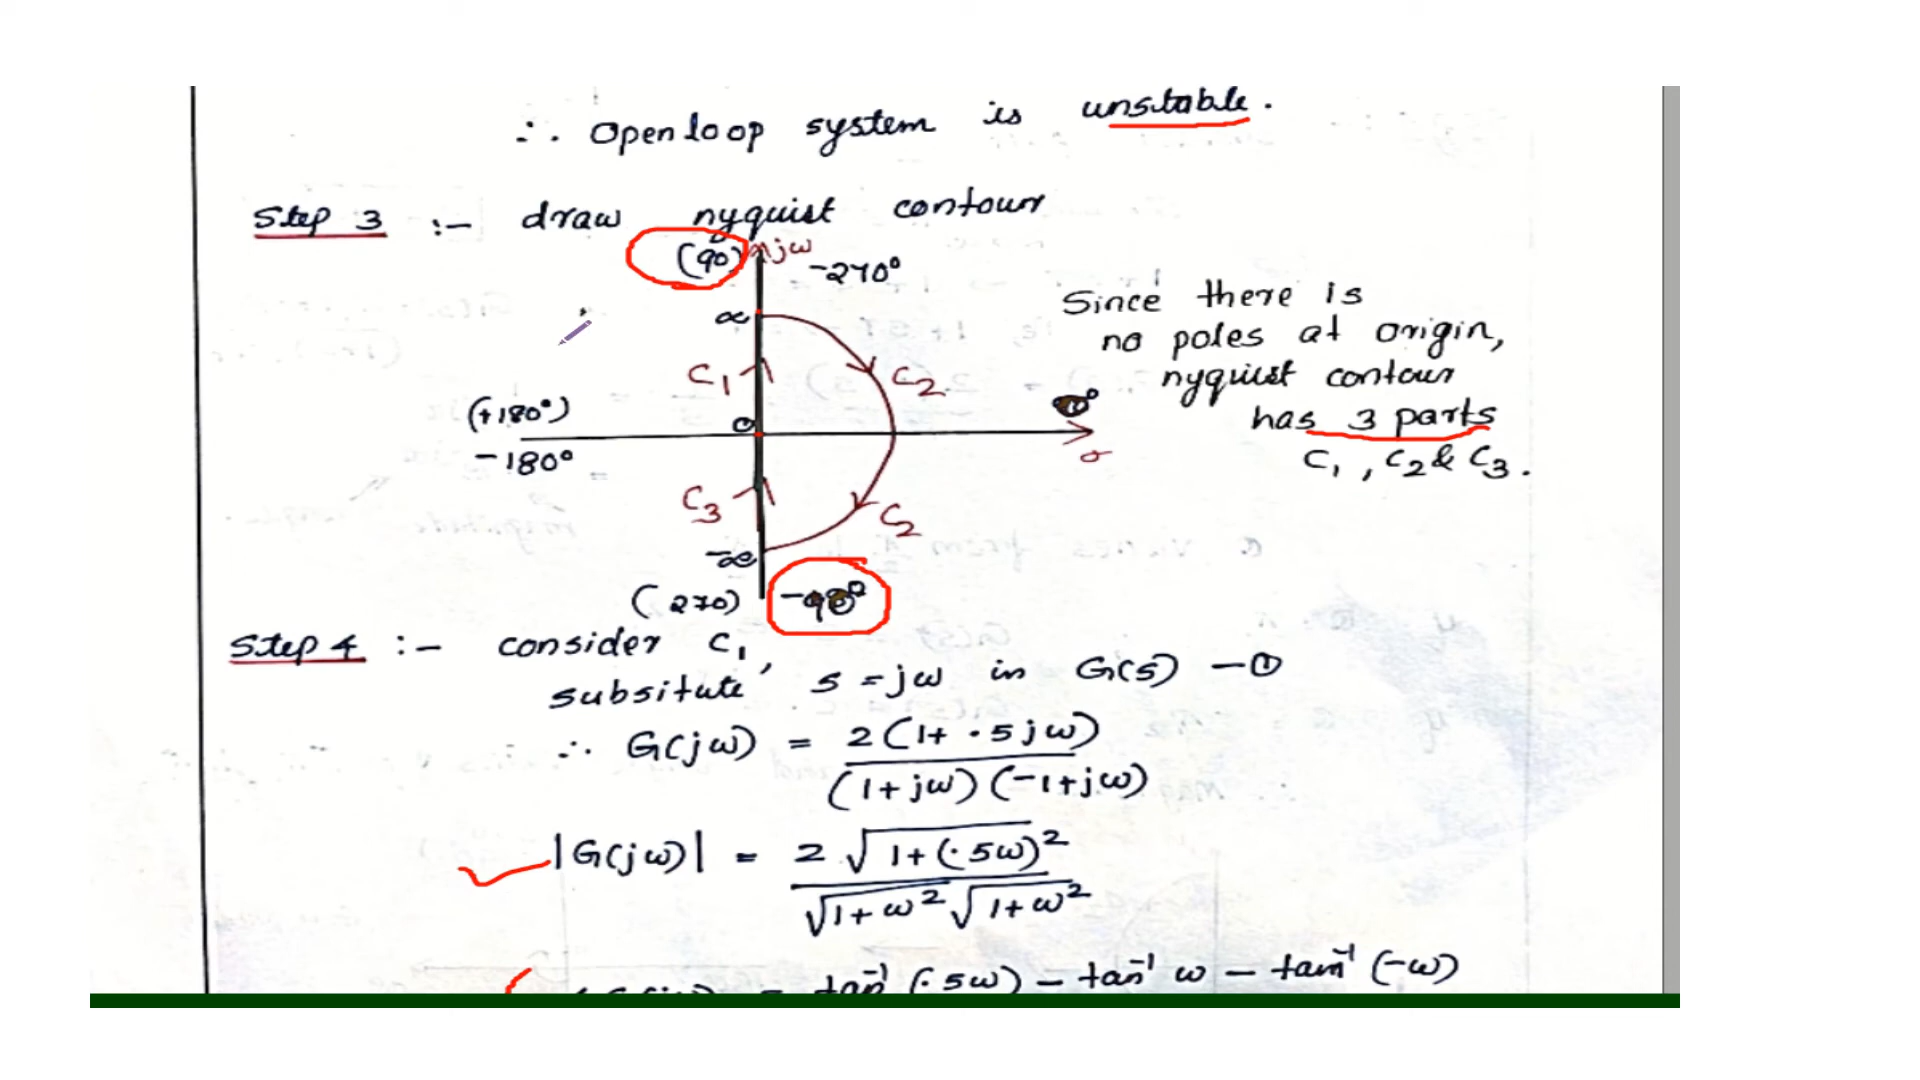 ∴ Open loop system is unstable.
Step 3 :- draw nyquist contour
(90) jω -270°
∝
C1 C2
(+180°) 0
-180° σ
C3 C2
-∝
(270) -90°
Since there is
no poles at origin,
nyquist contour
has 3 parts
C1, C2 & C3.
Step 4 :- consider C1,
subsitute s = jω in G(s) — ①
∴ G(jω) = 2(1+ .5jω) / (1+jω)(-1+jω)
|G(jω)| = 2 √1+(.5ω)² / √1+ω² √1+ω²
= tan⁻¹(.5ω) - tan⁻¹ω - tan⁻¹(-ω)